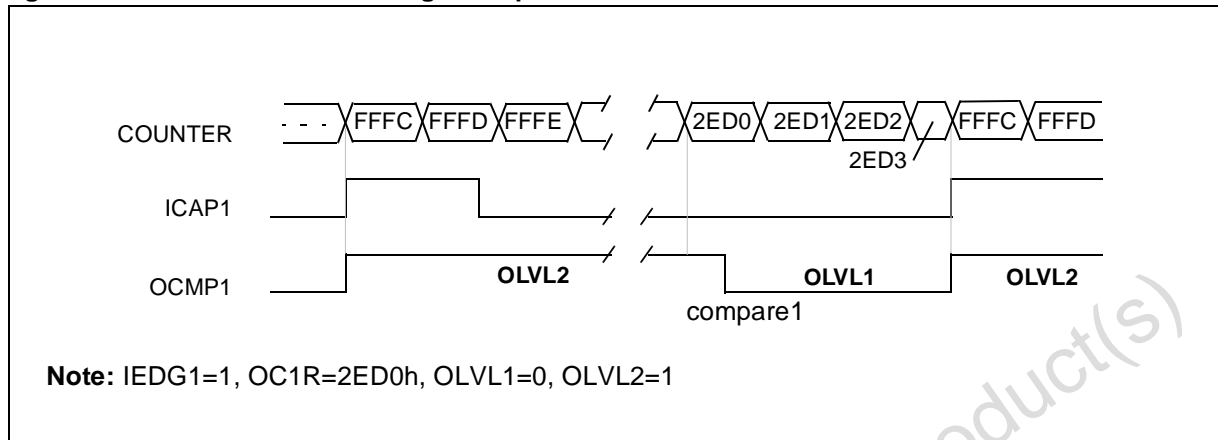 COUNTER - - - FFFC FFFD FFFE 2ED0 2ED1 2ED2 FFFC FFFD
2ED3
ICAP1
OCMP1 OLVL2 OLVL1 OLVL2
compare1
Note: IEDG1=1, OC1R=2ED0h, OLVL1=0, OLVL2=1